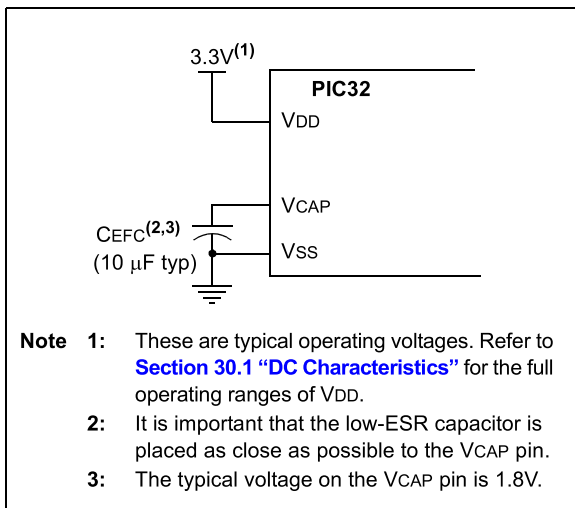 3.3V(1)
PIC32
VDD
VCAP
CEFC(2,3)
(10 μF typ)
VSS
Note 1: These are typical operating voltages. Refer to
Section 30.1 “DC Characteristics” for the full
operating ranges of VDD.
2: It is important that the low-ESR capacitor is
placed as close as possible to the VCAP pin.
3: The typical voltage on the VCAP pin is 1.8V.